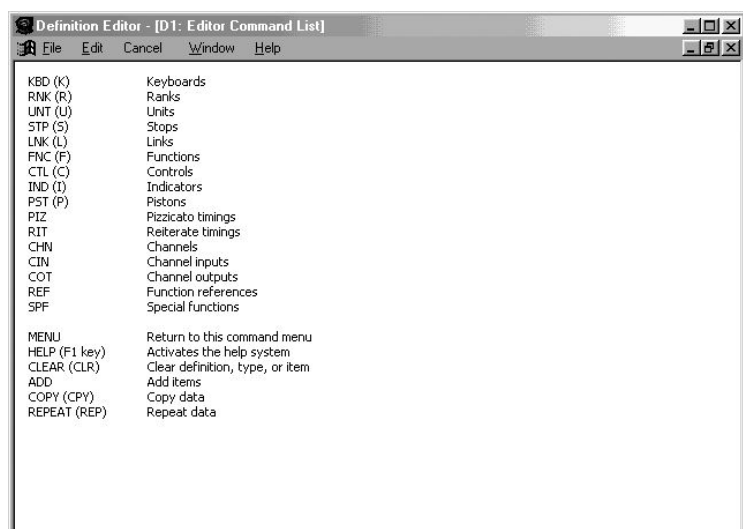 Definition Editor - [D1: Editor Command List]
File Edit Cancel Window Help
KBD (K) Keyboards
RNK (R) Ranks
UNT (U) Units
STP (S) Stops
LNK (L) Links
FNC (F) Functions
CTL (C) Controls
IND (I) Indicators
PST (P) Pistons
PIZ Pizzicato timings
RIT Reiterate timings
CHN Channels
CIN Channel inputs
COT Channel outputs
REF Function references
SPF Special functions
MENU Return to this command menu
HELP (F1 key) Activates the help system
CLEAR (CLR) Clear definition, type, or item
ADD Add items
COPY (CPY) Copy data
REPEAT (REP) Repeat data